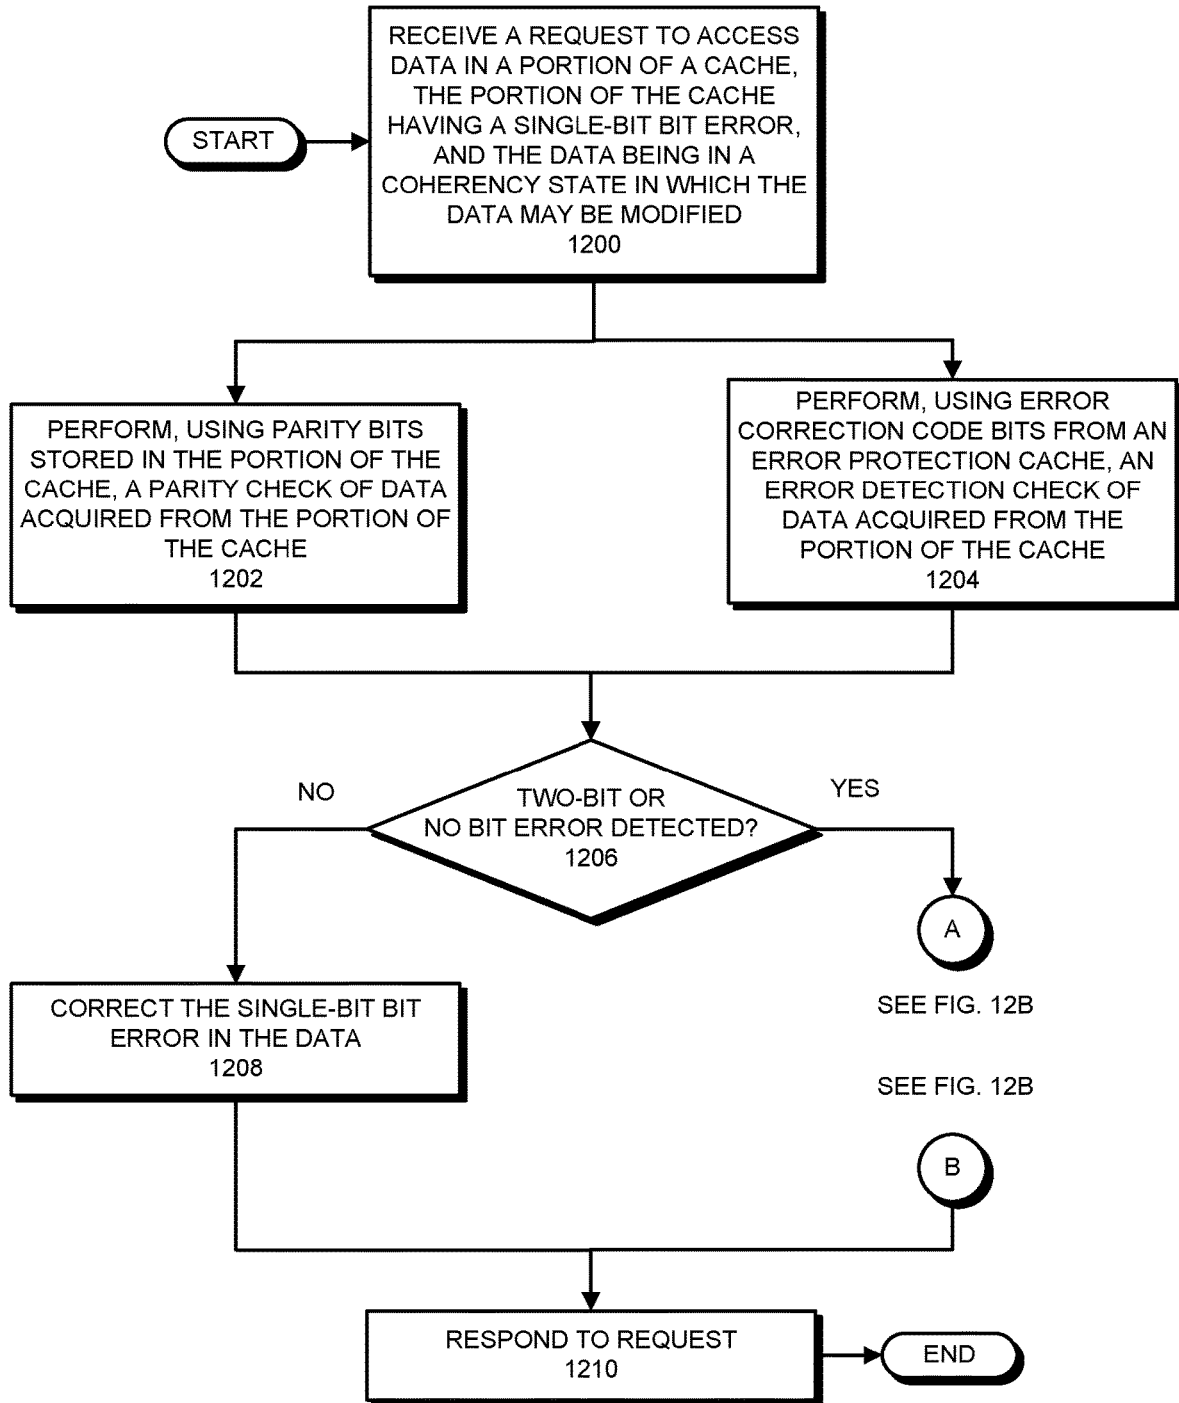 START
RECEIVE A REQUEST TO ACCESS
DATA IN A PORTION OF A CACHE,
THE PORTION OF THE CACHE
HAVING A SINGLE-BIT BIT ERROR,
AND THE DATA BEING IN A
COHERENCY STATE IN WHICH THE
DATA MAY BE MODIFIED
1200
PERFORM, USING PARITY BITS
STORED IN THE PORTION OF THE
CACHE, A PARITY CHECK OF DATA
ACQUIRED FROM THE PORTION OF
THE CACHE
1202
PERFORM, USING ERROR
CORRECTION CODE BITS FROM AN
ERROR PROTECTION CACHE, AN
ERROR DETECTION CHECK OF
DATA ACQUIRED FROM THE
PORTION OF THE CACHE
1204
TWO-BIT OR
NO BIT ERROR DETECTED?
1206
NO
YES
A
SEE FIG. 12B
CORRECT THE SINGLE-BIT BIT
ERROR IN THE DATA
1208
SEE FIG. 12B
B
RESPOND TO REQUEST
1210
END